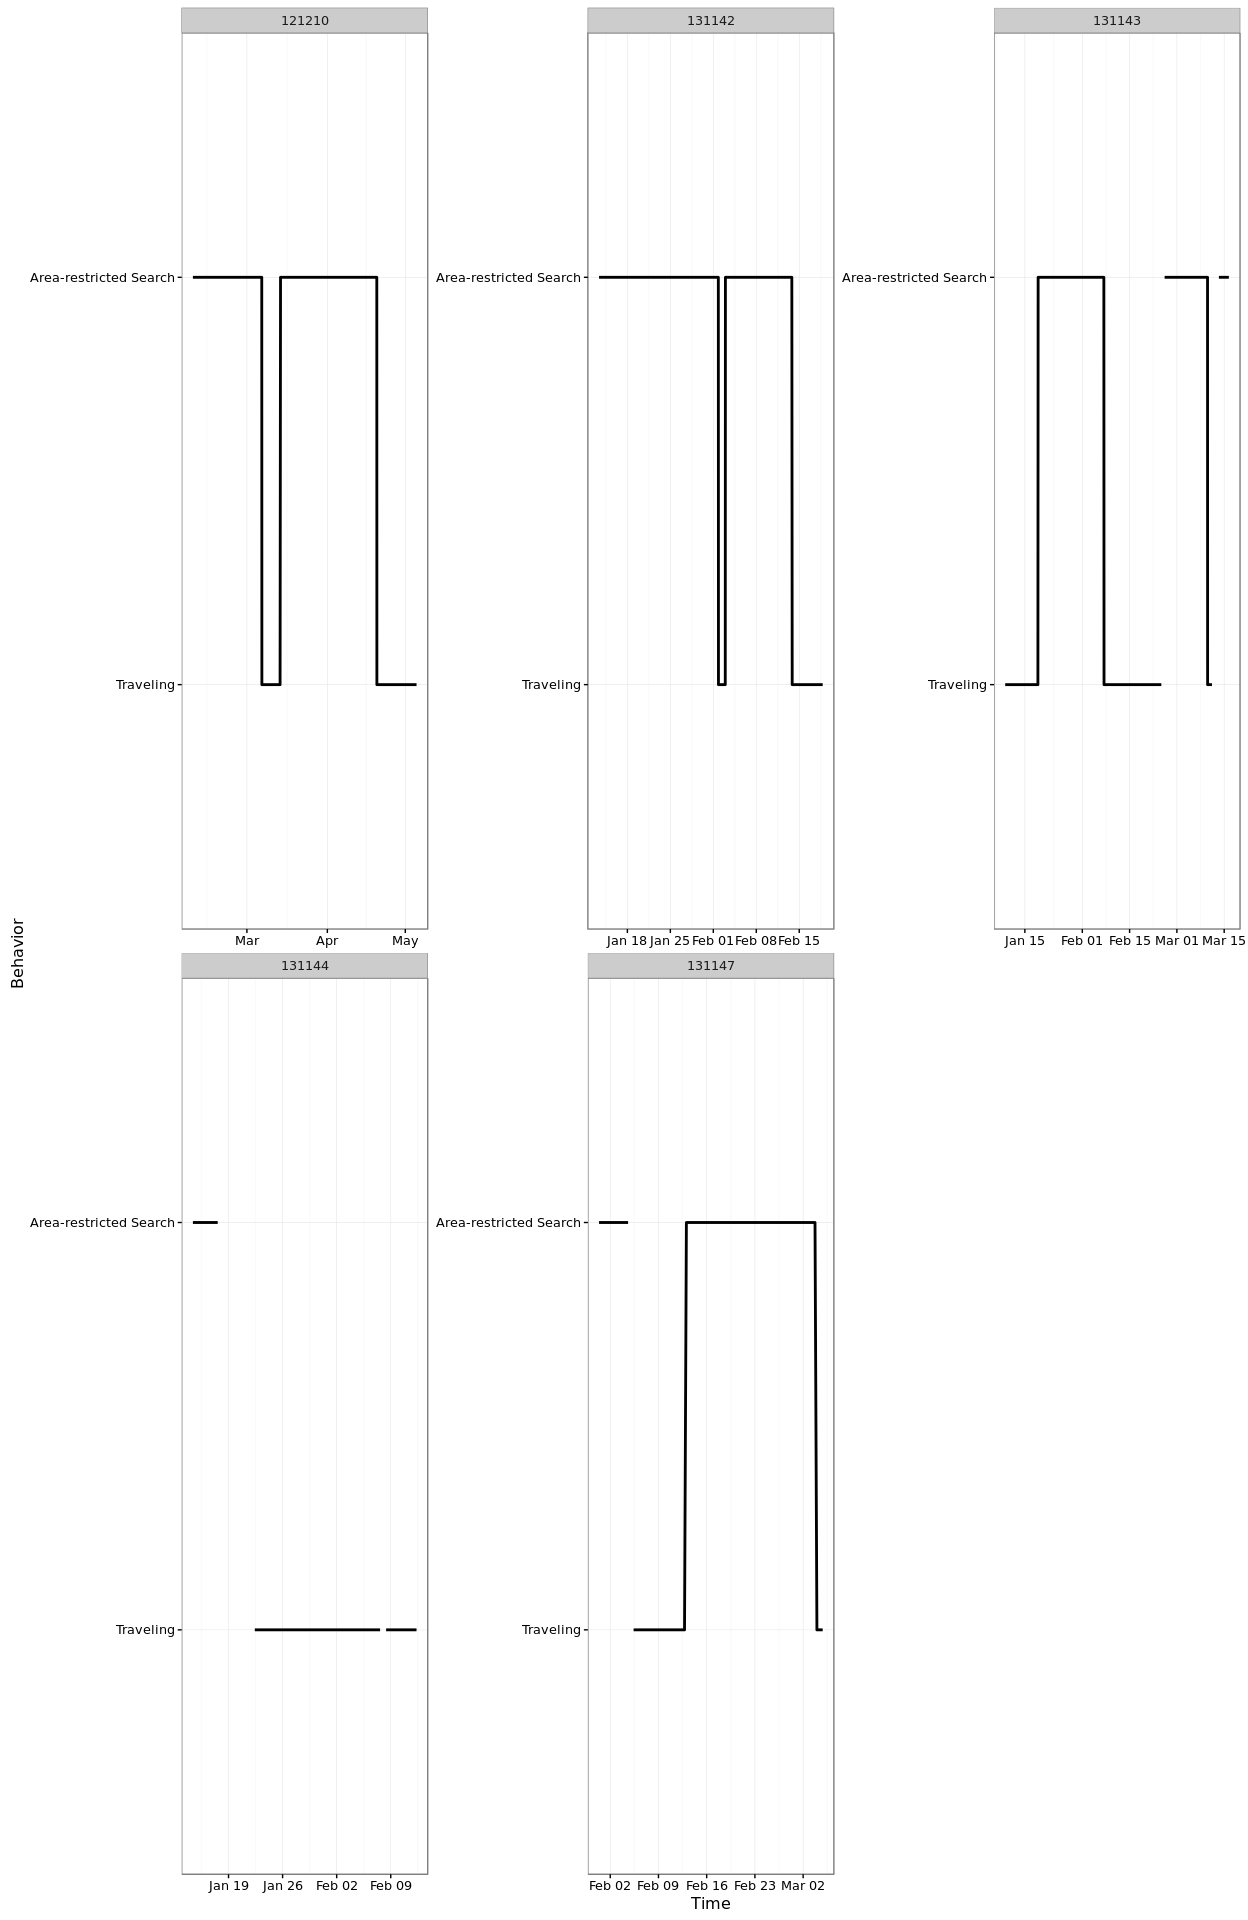 121210
131142
131143
Area-restricted Search
Area-restricted Search
Area-restricted Search
Traveling
Traveling
Traveling
Mar Apr May
Jan 18 Jan 25 Feb 01 Feb 08 Feb 15
Jan 15 Feb 01 Feb 15 Mar 01 Mar 15
Behavior
131144
131147
Area-restricted Search
Area-restricted Search
Traveling
Traveling
Jan 19 Jan 26 Feb 02 Feb 09
Feb 02 Feb 09 Feb 16 Feb 23 Mar 02
Time